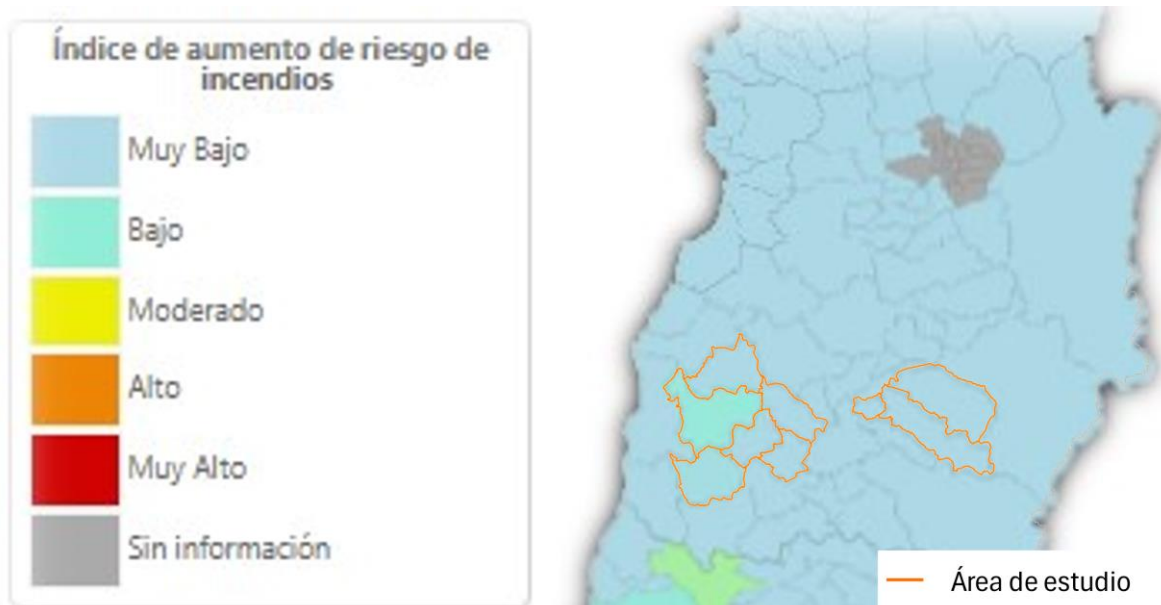 Índice de aumento de riesgo de
incendios
Muy Bajo
Bajo
Moderado
Alto
Muy Alto
Sin información
Área de estudio